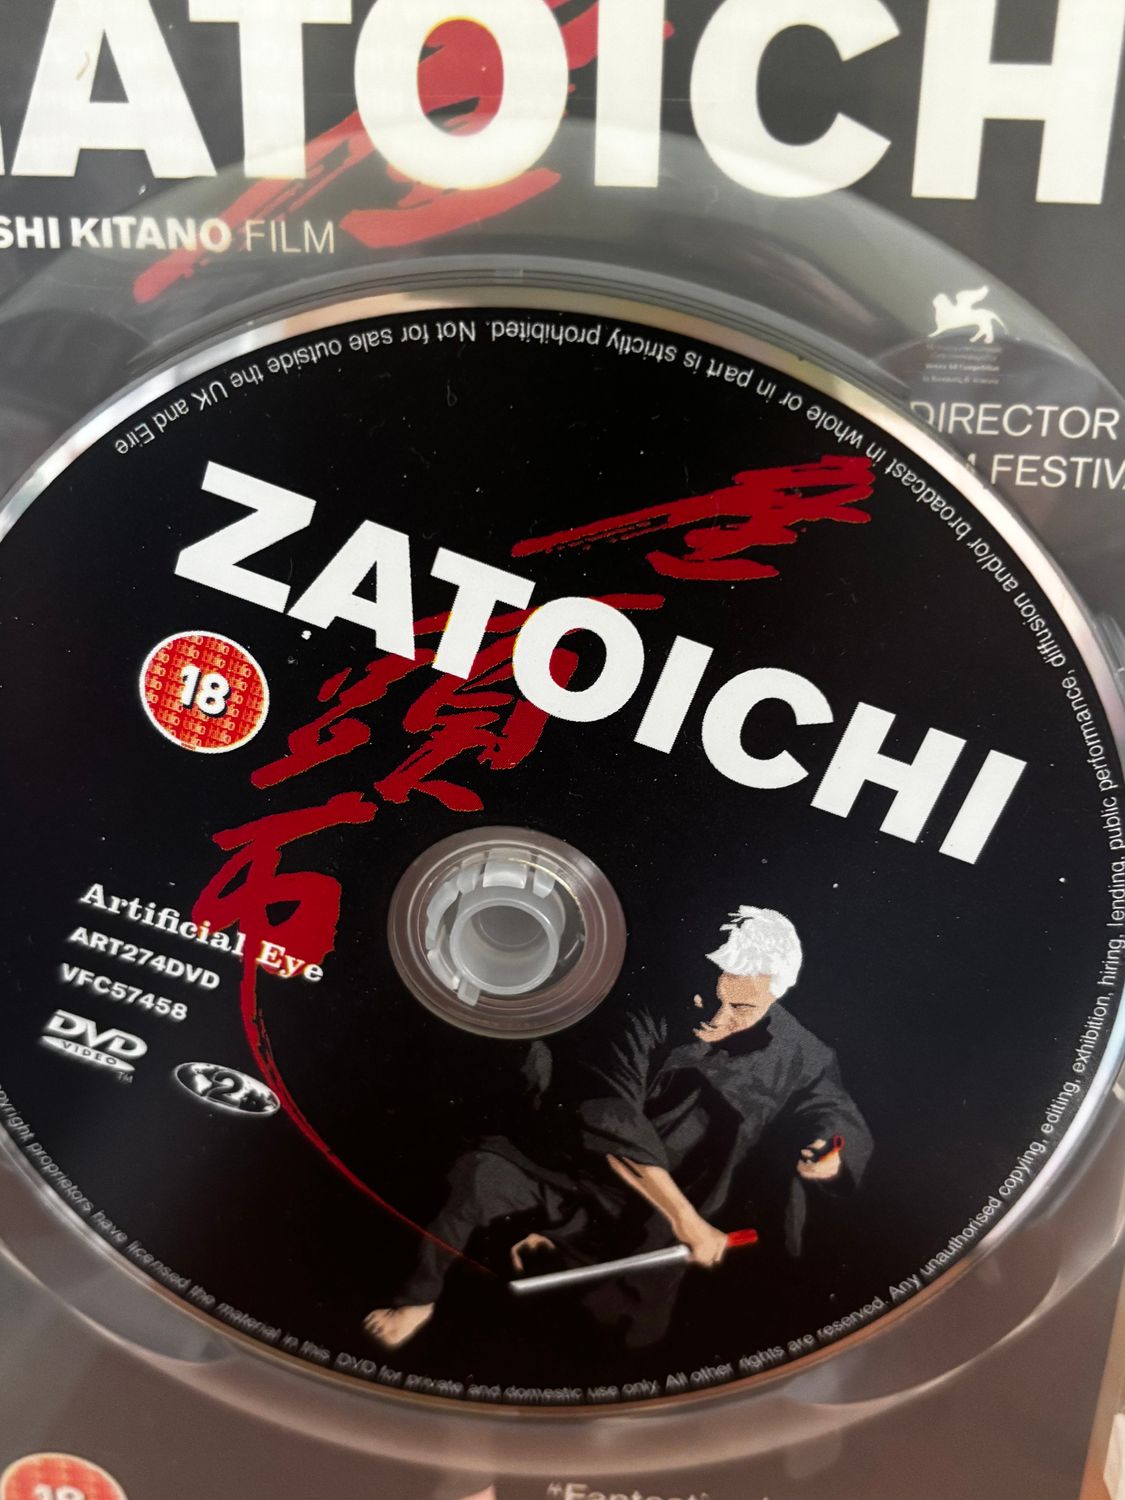 ATOICH
SHI KITANO FILM
DIRECTOR
FESTIV
ZATOICHI
座頭市
18
Artificial Eye
ART274DVD
VFC57458
DVD
VIDEO
TM
2
copyright proprietors have licensed the material in this DVD for private and domestic use only. All other rights are reserved. Any unauthorised copying, editing, exhibition, hiring, lending, public performance, diffusion and/or broadcast in whole or in part is strictly prohibited. Not for sale outside the UK and Eire
18